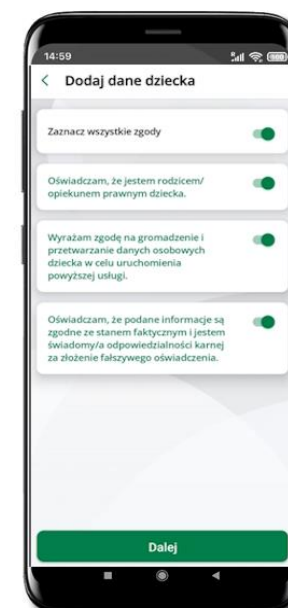 14:59
Dodaj dane dziecka
Zaznacz wszystkie zgody
Oświadczam, że jestem rodzicem/
opiekunem prawnym dziecka.
Wyrażam zgodę na gromadzenie i
przetwarzanie danych osobowych
dziecka w celu uruchomienia
powyższej usługi.
Oświadczam, że podane informacje są
zgodne ze stanem faktycznym i jestem
świadomy/a odpowiedzialności karnej
za złożenie fałszywego oświadczenia.
Dalej